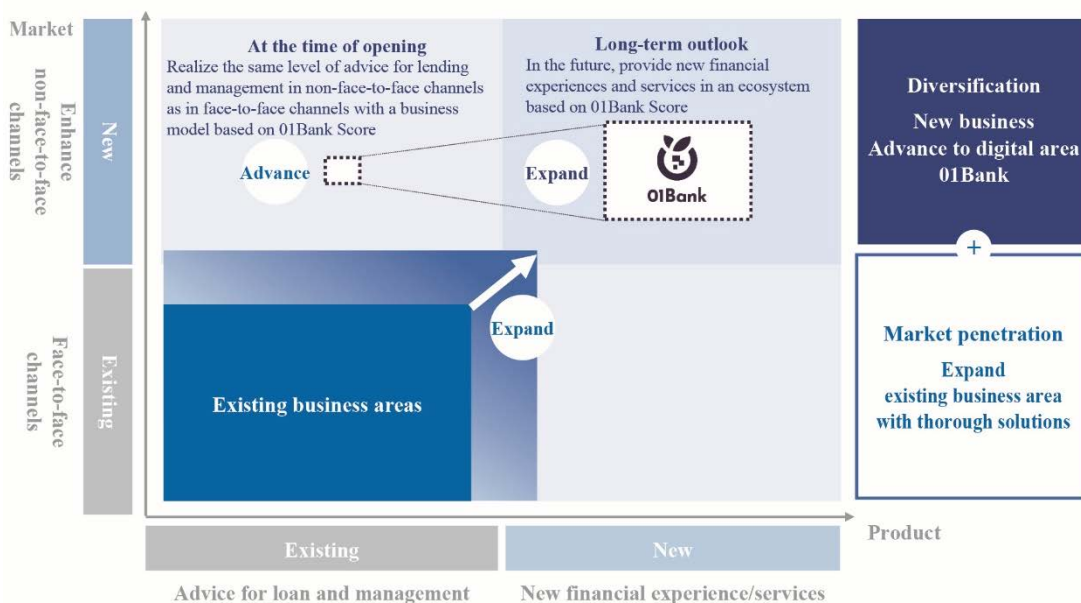 Market
Enhance
non-face-to-face
channels
New
At the time of opening
Realize the same level of advice for lending
and management in non-face-to-face channels
as in face-to-face channels with a business
model based on 01Bank Score
Advance
Long-term outlook
In the future, provide new financial
experiences and services in an ecosystem
based on 01Bank Score
Expand
01Bank
Diversification
New business
Advance to digital area
01Bank
+
Face-to-face
channels
Existing
Existing business areas
Expand
Market penetration
Expand
existing business area
with thorough solutions
Product
Existing
New
Advice for loan and management
New financial experience/services